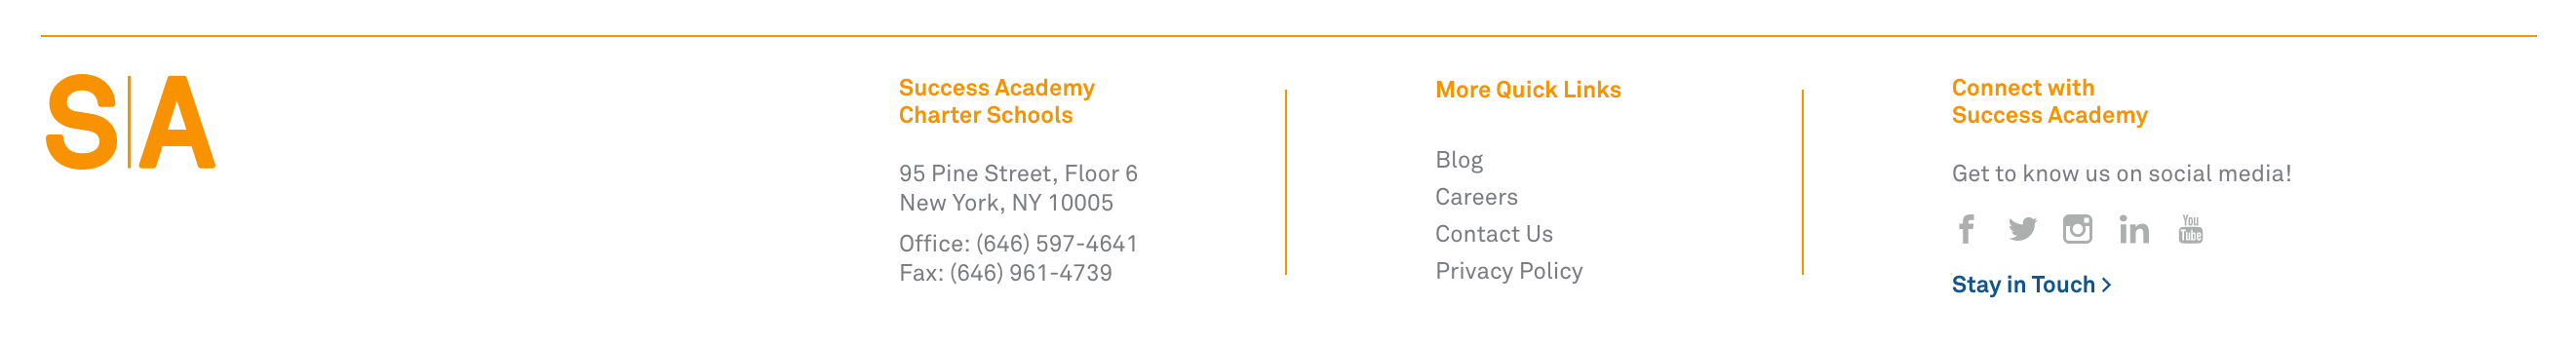 S|A
Success Academy
Charter Schools
95 Pine Street, Floor 6
New York, NY 10005
Office: (646) 597-4641
Fax: (646) 961-4739
More Quick Links
Blog
Careers
Contact Us
Privacy Policy
Connect with
Success Academy
Get to know us on social media!
f in You Tube
Stay in Touch >